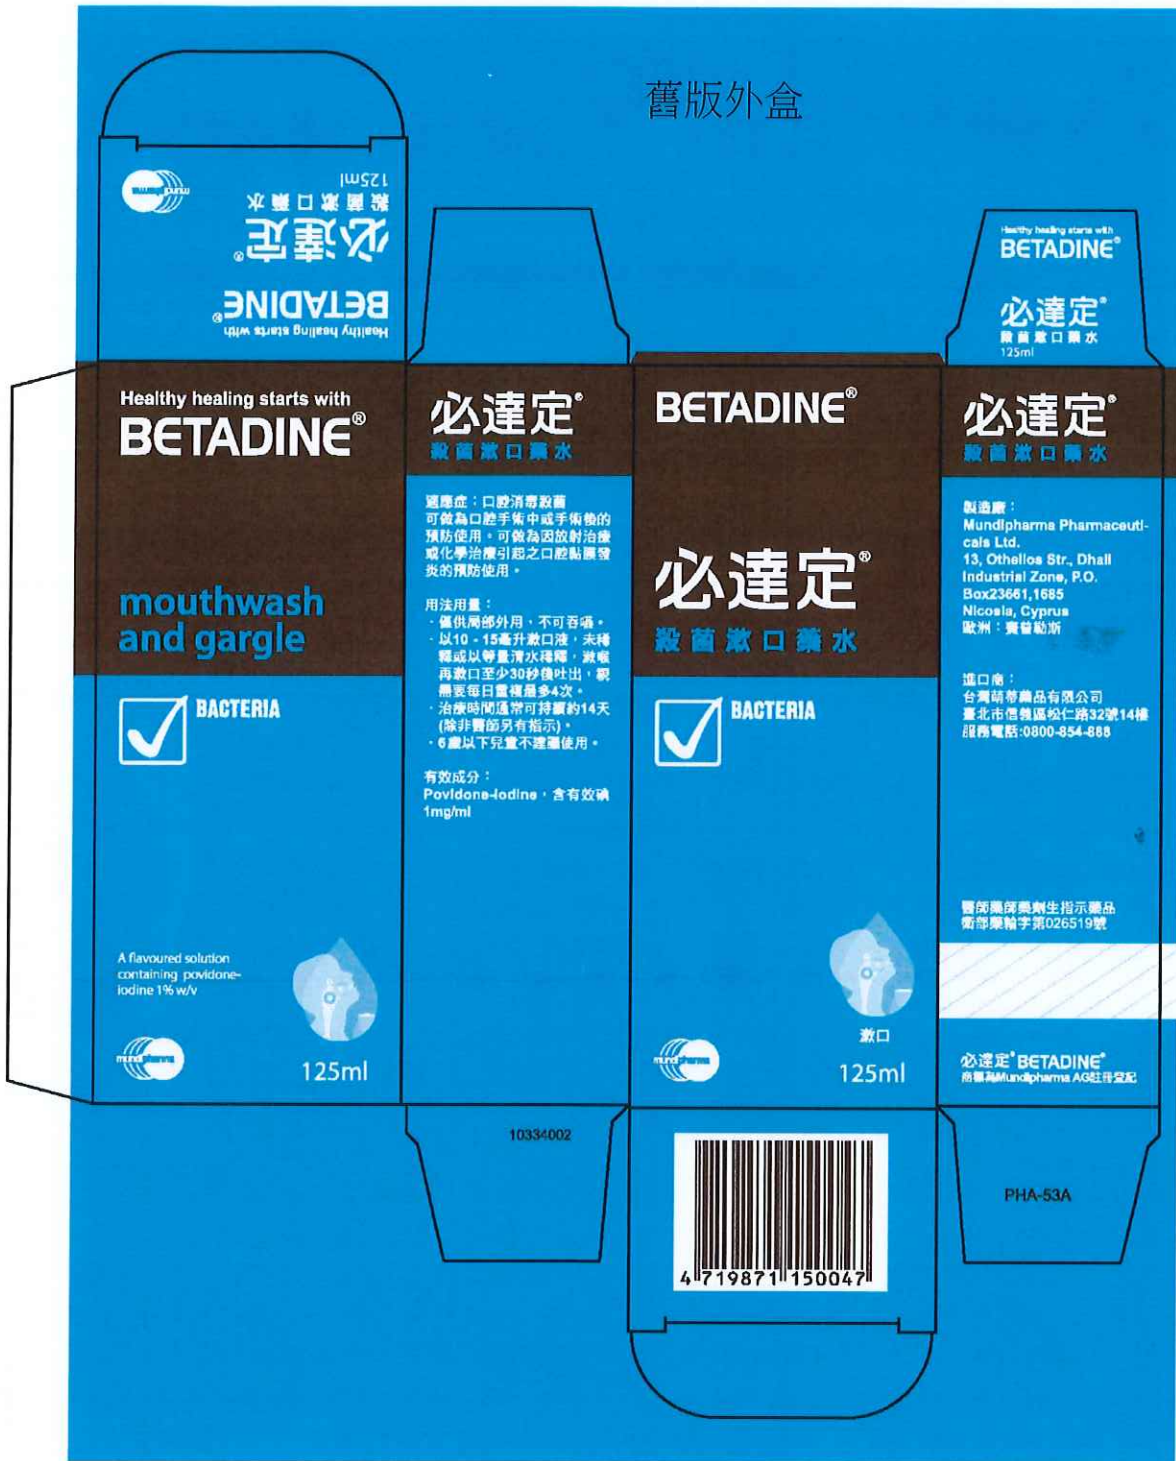 舊版外盒
Healthy healing starts with
BETADINE®
必達定®
殺菌漱口藥水
125ml
mundipharma
Healthy healing starts with
BETADINE®
必達定®
殺菌漱口藥水
125ml
Healthy healing starts with
BETADINE®
mouthwash
and gargle
BACTERIA
A flavoured solution
containing povidone-
iodine 1% w/v
mundipharma
125ml
必達定®
殺菌漱口藥水
適應症：口腔消毒殺菌
可做為口腔手術中或手術後的
預防使用。可做為因放射治療
或化學治療引起之口腔黏膜發
炎的預防使用。
用法用量：
·僅供局部外用，不可吞嚥。
·以10 - 15毫升漱口液，未稀
釋或以等量清水稀釋，漱喉
再漱口至少30秒後吐出，視
需要每日重複最多4次。
·治療時間通常可持續約14天
(除非醫師另有指示)。
·6歲以下兒童不建議使用。
有效成分：
Povidone-iodine，含有效碘
1mg/ml
10334002
BETADINE®
必達定®
殺菌漱口藥水
BACTERIA
漱口
mundipharma
125ml
4 719871 150047
必達定®
殺菌漱口藥水
製造廠：
Mundipharma Pharmaceuti-
cals Ltd.
13, Othellos Str., Dhali
Industrial Zone, P.O.
Box23661,1685
Nicosia, Cyprus
歐洲：賽普勒斯
進口商：
台灣萌蒂藥品有限公司
臺北市信義區松仁路32號14樓
服務電話:0800-854-888
醫師藥師藥劑生指示藥品
衛部藥輸字第026519號
必達定® BETADINE®
商標為Mundipharma AG註冊登記
PHA-53A